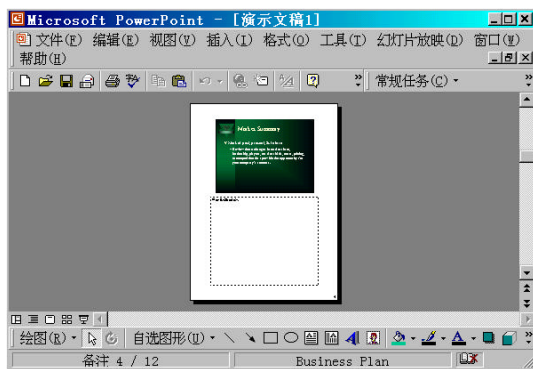 Microsoft PowerPoint - [演示文稿1]
文件(F) 编辑(E) 视图(V) 插入(I) 格式(O) 工具(T) 幻灯片放映(D) 窗口(W)
帮助(H)
常规任务(C)
Market Summary
绘图(R) 自选图形(U)
备注 4 / 12 Business Plan